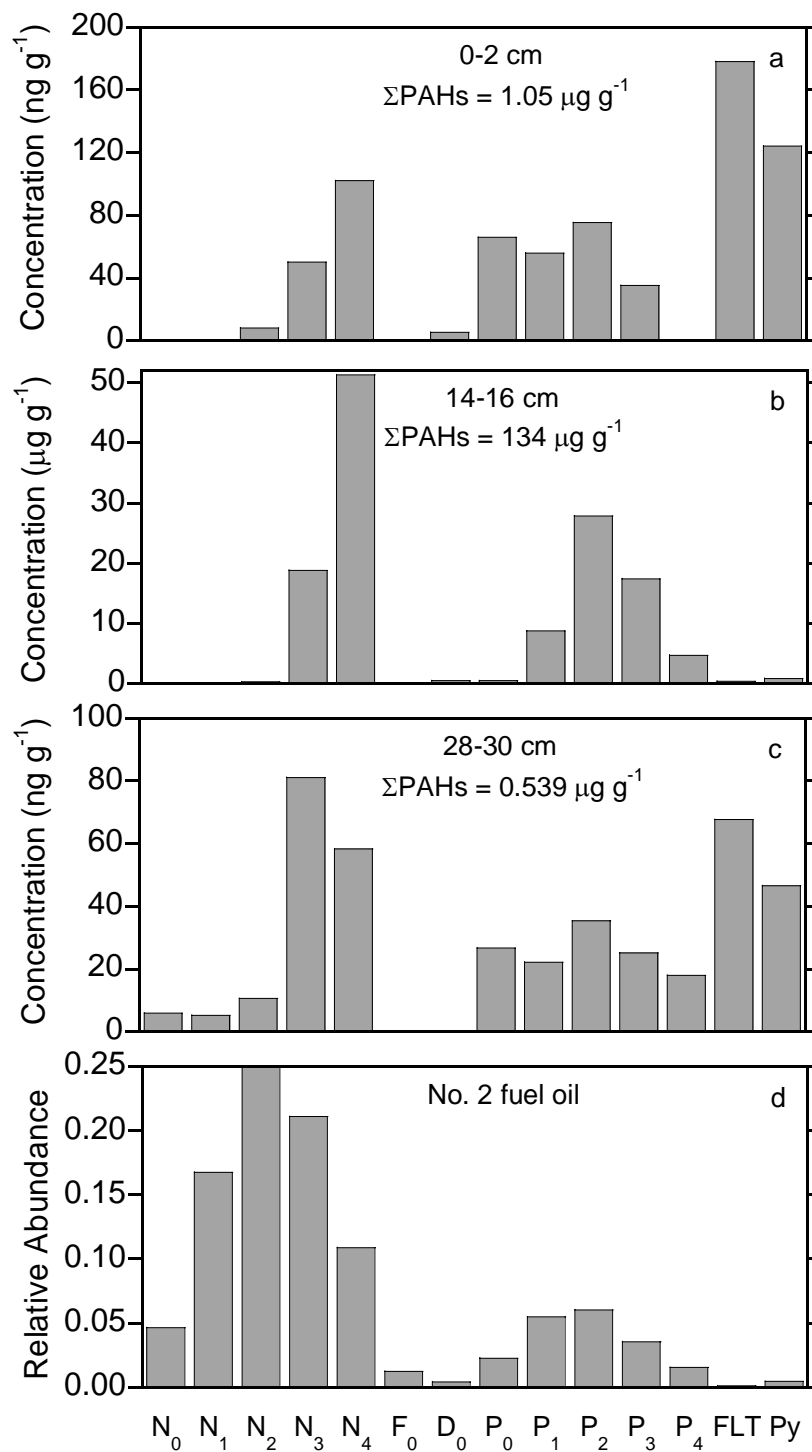 200
160
120
80
40
0
Concentration (ng g⁻¹)
0-2 cm
a
ΣPAHs = 1.05 μg g⁻¹
50
40
30
20
10
0
Concentration (μg g⁻¹)
14-16 cm
b
ΣPAHs = 134 μg g⁻¹
100
80
60
40
20
0
Concentration (ng g⁻¹)
28-30 cm
c
ΣPAHs = 0.539 μg g⁻¹
0.25
0.20
0.15
0.10
0.05
0.00
Relative Abundance
No. 2 fuel oil
d
N₀ N₁ N₂ N₃ N₄ F₀ D₀ P₀ P₁ P₂ P₃ P₄ FLT Py